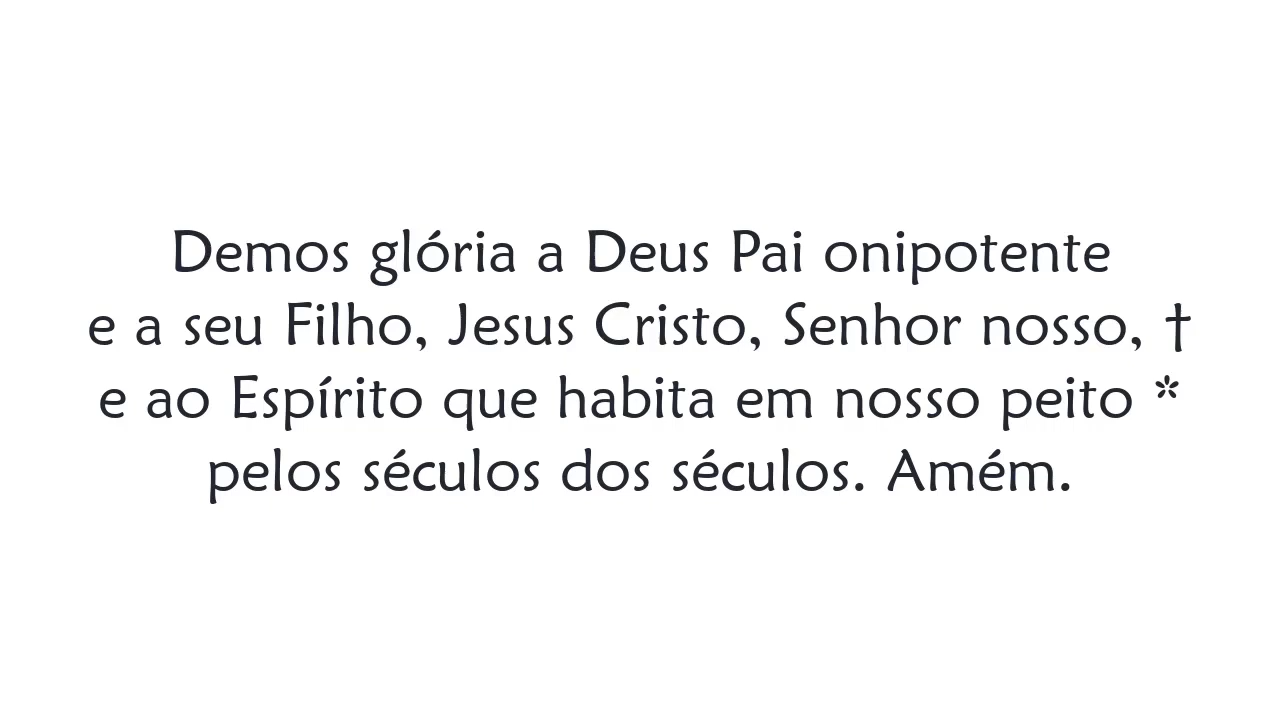 Demos glória a Deus Pai onipotente
e a seu Filho, Jesus Cristo, Senhor nosso, †
e ao Espírito que habita em nosso peito *
pelos séculos dos séculos. Amém.